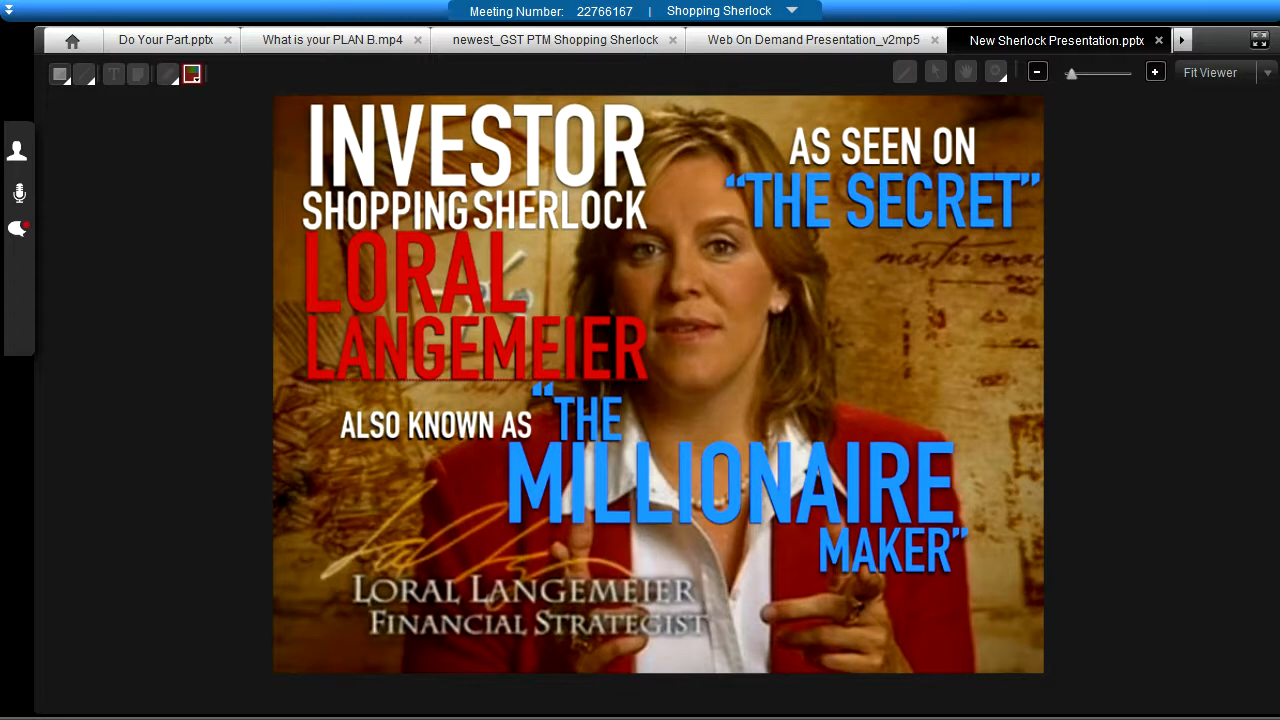 Meeting Number: 22766167 | Shopping Sherlock
Do Your Part.pptx
What is your PLAN B.mp4
newest_GST PTM Shopping Sherlock
Web On Demand Presentation_v2mp5
New Sherlock Presentation.pptx
Fit Viewer
INVESTOR
SHOPPING SHERLOCK
LORAL
LANGEMEIER
AS SEEN ON
“THE SECRET”
ALSO KNOWN AS “THE
MILLIONAIRE
MAKER”
LORAL LANGEMEIER
FINANCIAL STRATEGIST